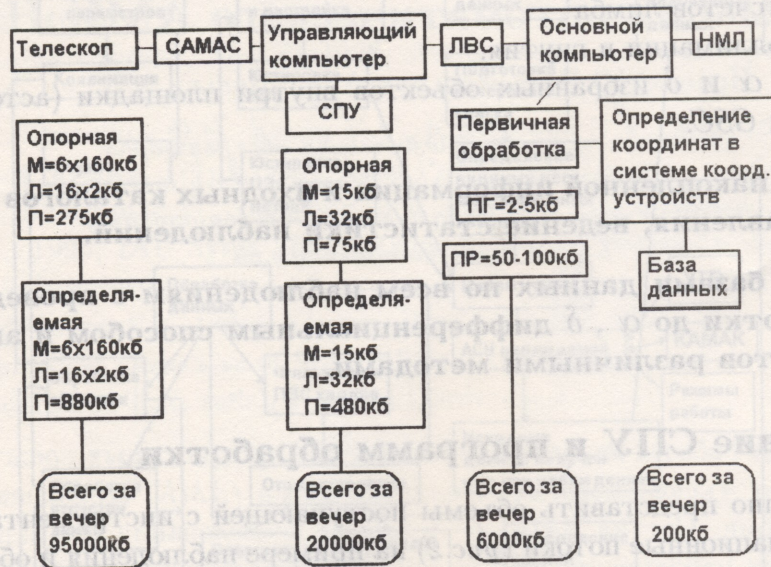 Телескоп
САМАС
Управляющий
компьютер
ЛВС
Основной
компьютер
НМЛ
СПУ
Опорная
М=6х160кб
Л=16х2кб
П=275кб
Опорная
М=15кб
Л=32кб
П=75кб
Первичная
обработка
Определение
координат в
системе коорд.
устройств
ПГ=2-5кб
ПР=50-100кб
База
данных
Определя-
емая
М=6х160кб
Л=16х2кб
П=880кб
Определя-
емая
М=15кб
Л=32кб
П=480кб
Всего за
вечер
95000кб
Всего за
вечер
20000кб
Всего за
вечер
6000кб
Всего за
вечер
200кб